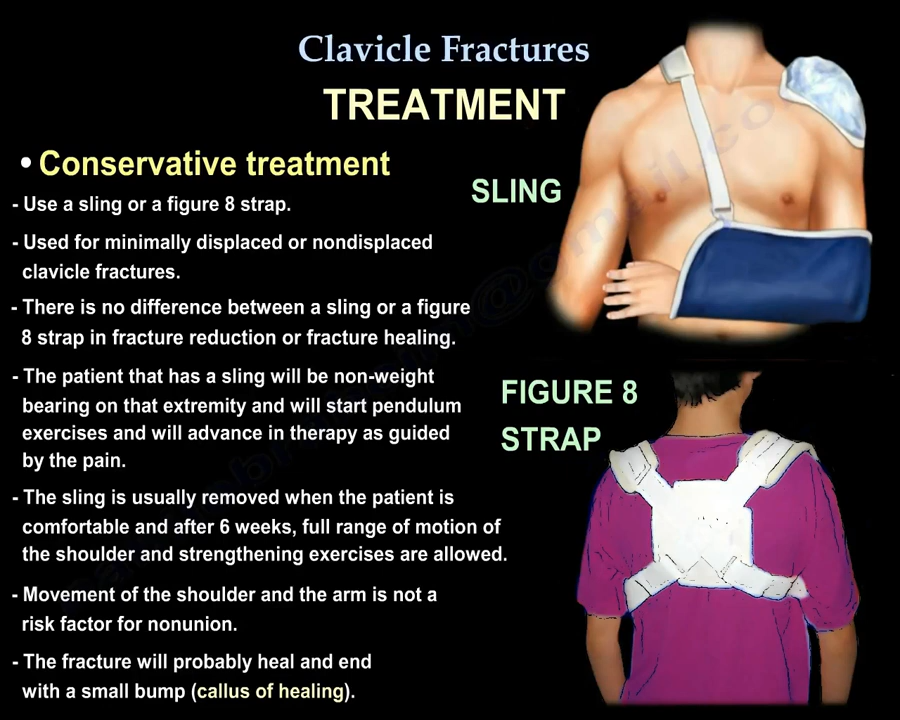 Clavicle Fractures
TREATMENT
• Conservative treatment
- Use a sling or a figure 8 strap.
- Used for minimally displaced or nondisplaced
clavicle fractures.
- There is no difference between a sling or a figure
8 strap in fracture reduction or fracture healing.
- The patient that has a sling will be non-weight
bearing on that extremity and will start pendulum
exercises and will advance in therapy as guided
by the pain.
- The sling is usually removed when the patient is
comfortable and after 6 weeks, full range of motion of
the shoulder and strengthening exercises are allowed.
- Movement of the shoulder and the arm is not a
risk factor for nonunion.
- The fracture will probably heal and end
with a small bump (callus of healing).
SLING
FIGURE 8
STRAP